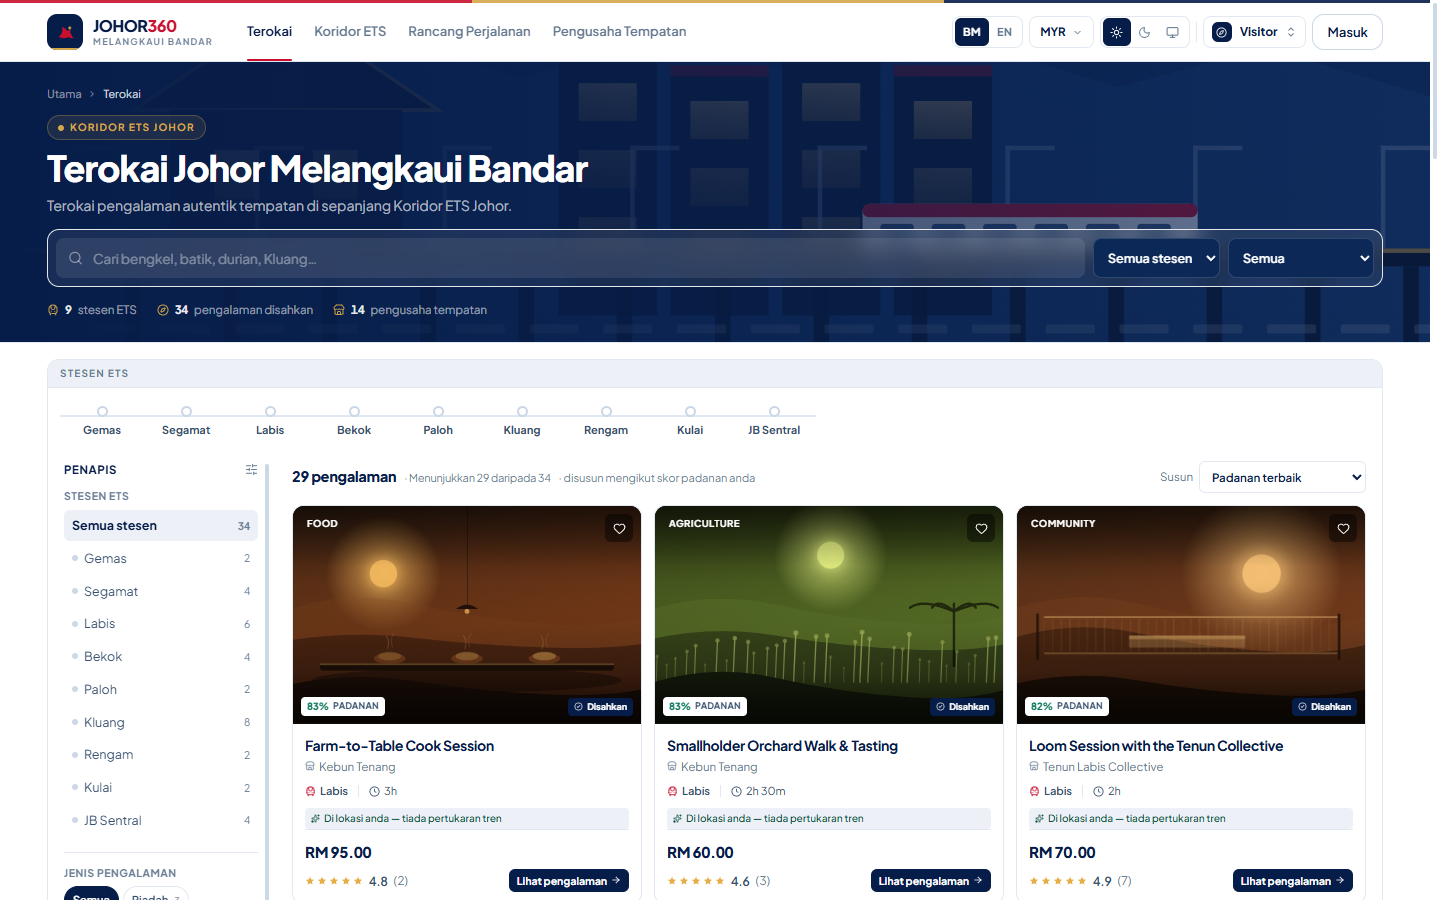 JOHOR360
MELANGKAUI BANDAR
Terokai
Koridor ETS
Rancang Perjalanan
Pengusaha Tempatan
BM
EN
MYR
Visitor
Masuk
Utama
Terokai
KORIDOR ETS JOHOR
Terokai Johor Melangkaui Bandar
Terokai pengalaman autentik tempatan di sepanjang Koridor ETS Johor.
Cari bengkel, batik, durian, Kluang...
Semua stesen
Semua
9 stesen ETS
34 pengalaman disahkan
14 pengusaha tempatan
STESEN ETS
Gemas
Segamat
Labis
Bekok
Paloh
Kluang
Rengam
Kulai
JB Sentral
PENAPIS
STESEN ETS
Semua stesen 34
Gemas 2
Segamat 4
Labis 6
Bekok 4
Paloh 2
Kluang 8
Rengam 2
Kulai 2
JB Sentral 4
JENIS PENGALAMAN
Semua
Riadah 3
29 pengalaman · Menunjukkan 29 daripada 34 · disusun mengikut skor padanan anda
Susun
Padanan terbaik
FOOD
83% PADANAN
Disahkan
Farm-to-Table Cook Session
Kebun Tenang
Labis
3h
Di lokasi anda — tiada pertukaran tren
RM 95.00
4.8 (2)
Lihat pengalaman
AGRICULTURE
83% PADANAN
Disahkan
Smallholder Orchard Walk & Tasting
Kebun Tenang
Labis
2h 30m
Di lokasi anda — tiada pertukaran tren
RM 60.00
4.6 (3)
Lihat pengalaman
COMMUNITY
82% PADANAN
Disahkan
Loom Session with the Tenun Collective
Tenun Labis Collective
Labis
2h
Di lokasi anda — tiada pertukaran tren
RM 70.00
4.9 (7)
Lihat pengalaman